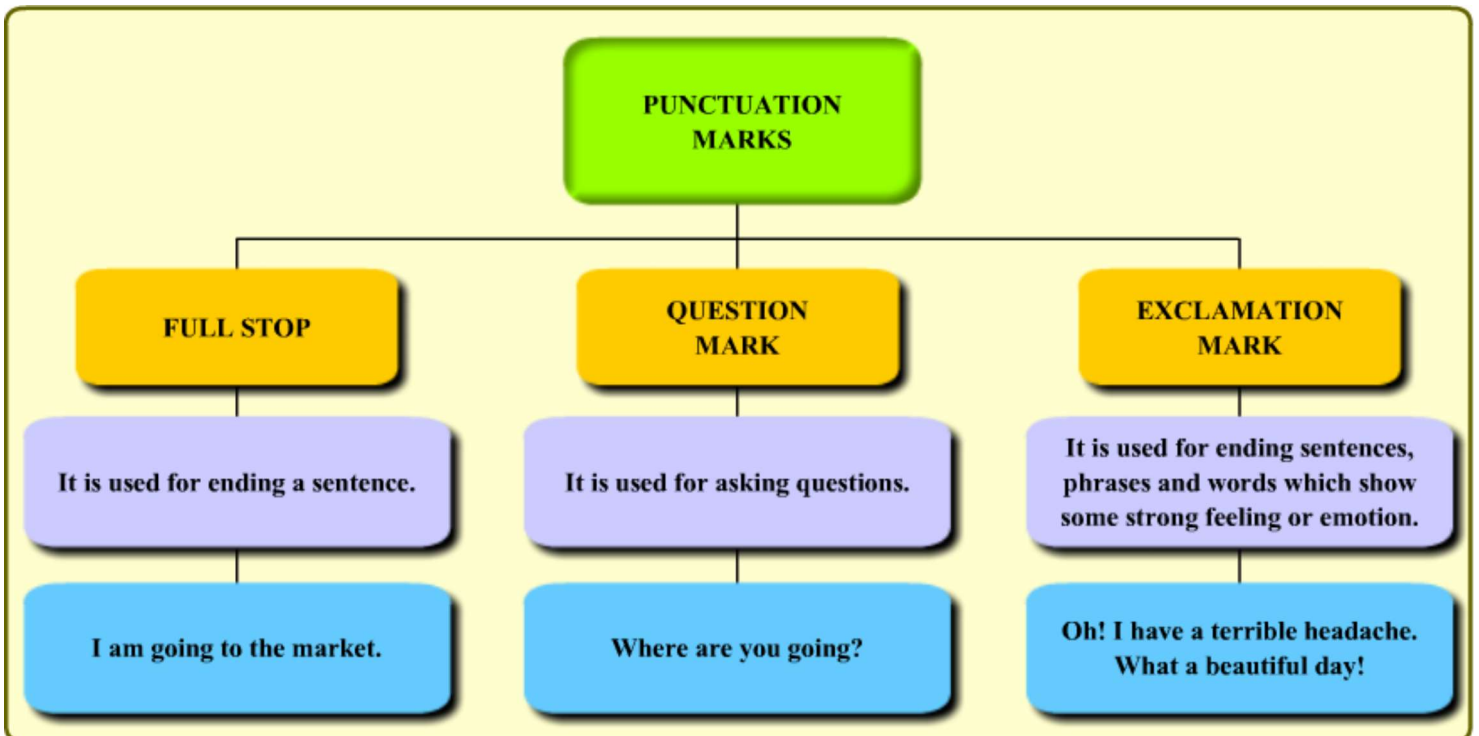 PUNCTUATION
MARKS
FULL STOP
QUESTION
MARK
EXCLAMATION
MARK
It is used for ending a sentence.
It is used for asking questions.
It is used for ending sentences,
phrases and words which show
some strong feeling or emotion.
I am going to the market.
Where are you going?
Oh! I have a terrible headache.
What a beautiful day!